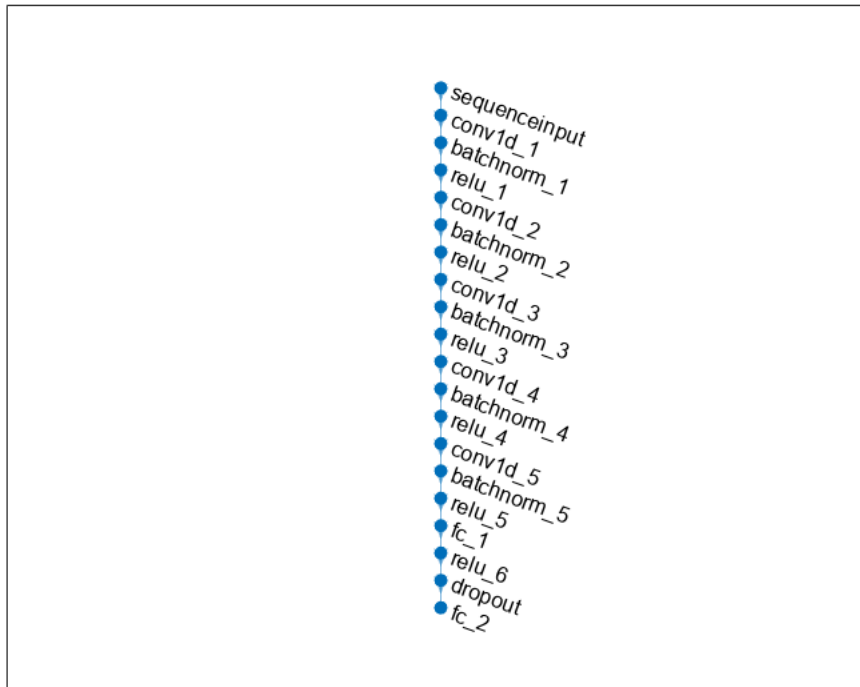 sequenceinput
conv1d_1
batchnorm_1
relu_1
conv1d_2
batchnorm_2
relu_2
conv1d_3
batchnorm_3
relu_3
conv1d_4
batchnorm_4
relu_4
conv1d_5
batchnorm_5
relu_5
fc_1
relu_6
dropout
fc_2